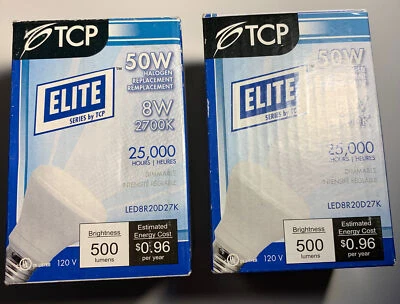 TCP
50W
HALOGEN
REPLACEMENT
REMPLACEMENT
ELITE
SERIES by TCP
8W
2700K
25,000
HOURS | HEURES
DIMMABLE
INTENSITÉ RÉGLABLE
LED8R20D27K
Brightness
500
lumens
Estimated
Energy Cost
$0.96
per year
120 V
TCP
50W
ELITE
SERIES by TCP
25,000
HOURS | HEURES
DIMMABLE
INTENSITÉ RÉGLABLE
LED8R20D27K
Brightness
500
lumens
Estimated
Energy Cost
$0.96
per year
120 V